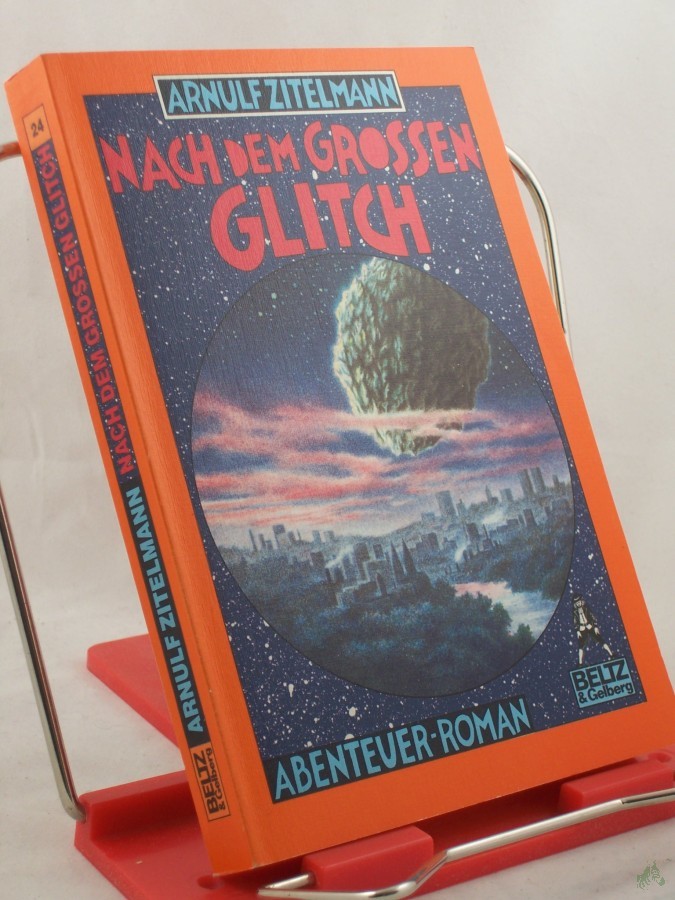 ARNULF ZITELMANN
NACH DEM GROSSEN
GLITCH
BELTZ
& Gelberg
ABENTEUER-ROMAN
24
NACH DEM GROSSEN GLITCH
ARNULF ZITELMANN
BELTZ
& Gelberg